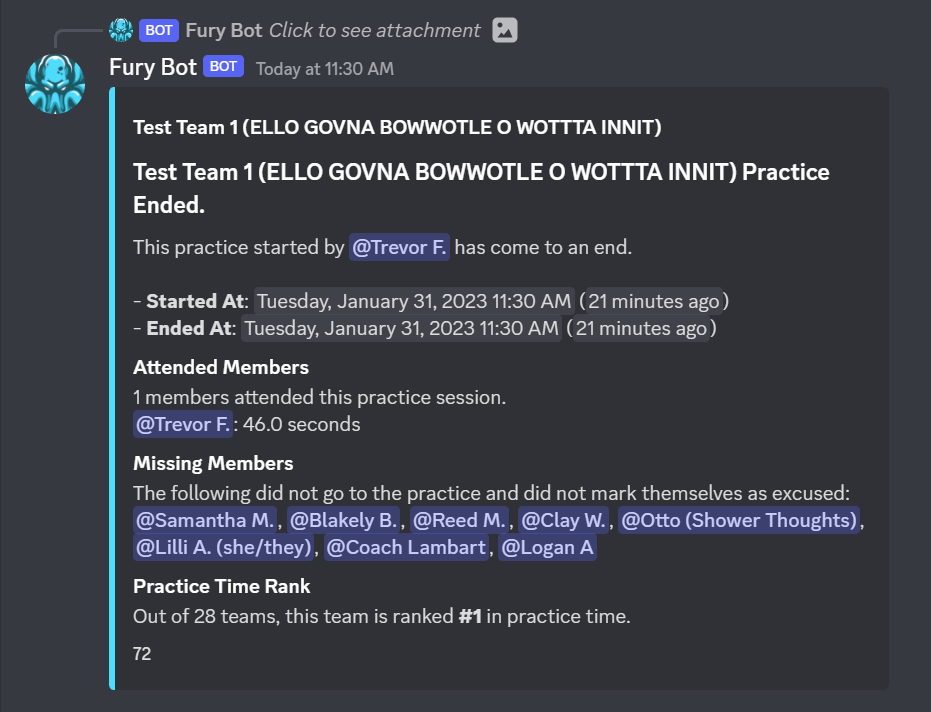 BOT Fury Bot Click to see attachment
Fury Bot BOT Today at 11:30 AM
Test Team 1 (ELLO GOVNA BOWWOTLE O WOTTTA INNIT)
Test Team 1 (ELLO GOVNA BOWWOTLE O WOTTTA INNIT) Practice
Ended.
This practice started by @Trevor F. has come to an end.
- Started At: Tuesday, January 31, 2023 11:30 AM (21 minutes ago)
- Ended At: Tuesday, January 31, 2023 11:30 AM (21 minutes ago)
Attended Members
1 members attended this practice session.
@Trevor F.: 46.0 seconds
Missing Members
The following did not go to the practice and did not mark themselves as excused:
@Samantha M., @Blakely B., @Reed M., @Clay W., @Otto (Shower Thoughts),
@Lilli A. (she/they), @Coach Lambart, @Logan A
Practice Time Rank
Out of 28 teams, this team is ranked #1 in practice time.
72